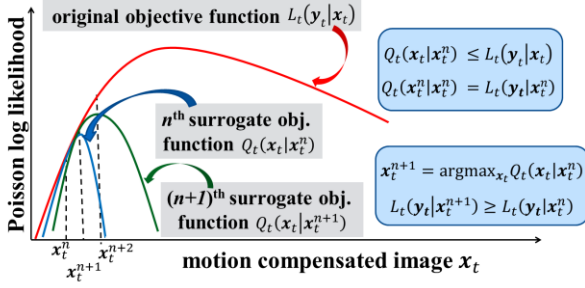 original objective function L_t(y_t|x_t)
Q_t(x_t|x_t^n) ≤ L_t(y_t|x_t)
Q_t(x_t^n|x_t^n) = L_t(y_t|x_t^n)
n^th surrogate obj.
function Q_t(x_t|x_t^n)
(n+1)^th surrogate obj.
function Q_t(x_t|x_t^{n+1})
x_t^{n+1} = argmax_{x_t} Q_t(x_t|x_t^n)
L_t(y_t|x_t^{n+1}) ≥ L_t(y_t|x_t^n)
Poisson log likelihood
x_t^n
x_t^{n+1}
x_t^{n+2}
motion compensated image x_t